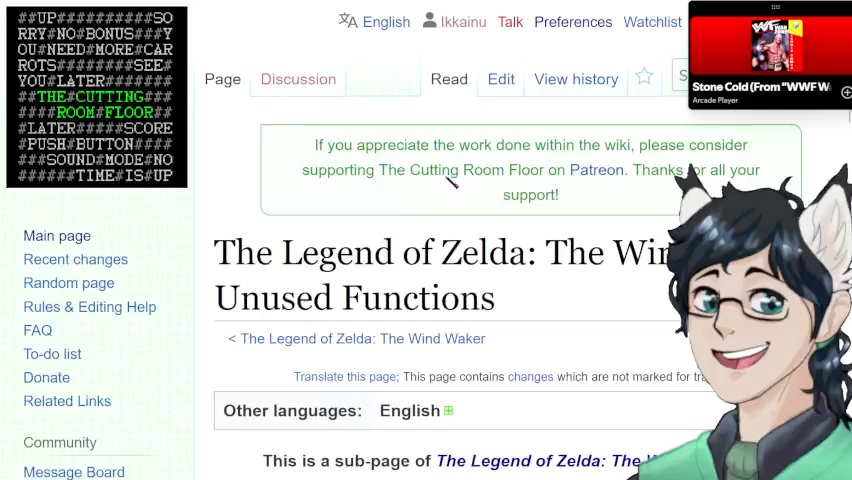 ##UP##########SO
RRY#NO#BONUS###Y
OU#NEED#MORE#CAR
ROTS#######SEE#
YOU#LATER#######
##THE#CUTTING###
####ROOM#FLOOR##
#LATER#####SCORE
#PUSH#BUTTON####
###SOUND#MODE#NO
#####TIME#IS#UP
English Ikkainu Talk Preferences Watchlist
Page Discussion Read Edit View history
Stone Cold (From "WWF W
Arcade Player
If you appreciate the work done within the wiki, please consider
supporting The Cutting Room Floor on Patreon. Thanks for all your
support!
Main page
Recent changes
Random page
Rules & Editing Help
FAQ
To-do list
Donate
Related Links
Community
Message Board
The Legend of Zelda: The Win
Unused Functions
< The Legend of Zelda: The Wind Waker
Translate this page; This page contains changes which are not marked for
Other languages: English
This is a sub-page of The Legend of Zelda: The